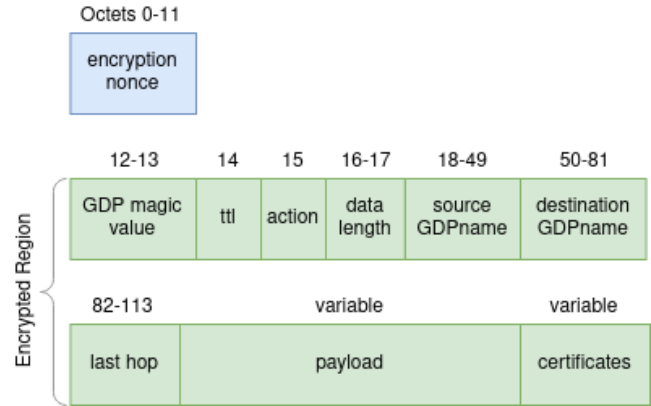 Octets 0-11
encryption
nonce
12-13 14 15 16-17 18-49 50-81
GDP magic
value
ttl
action
data
length
source
GDPname
destination
GDPname
Encrypted Region
82-113 variable variable
last hop
payload
certificates